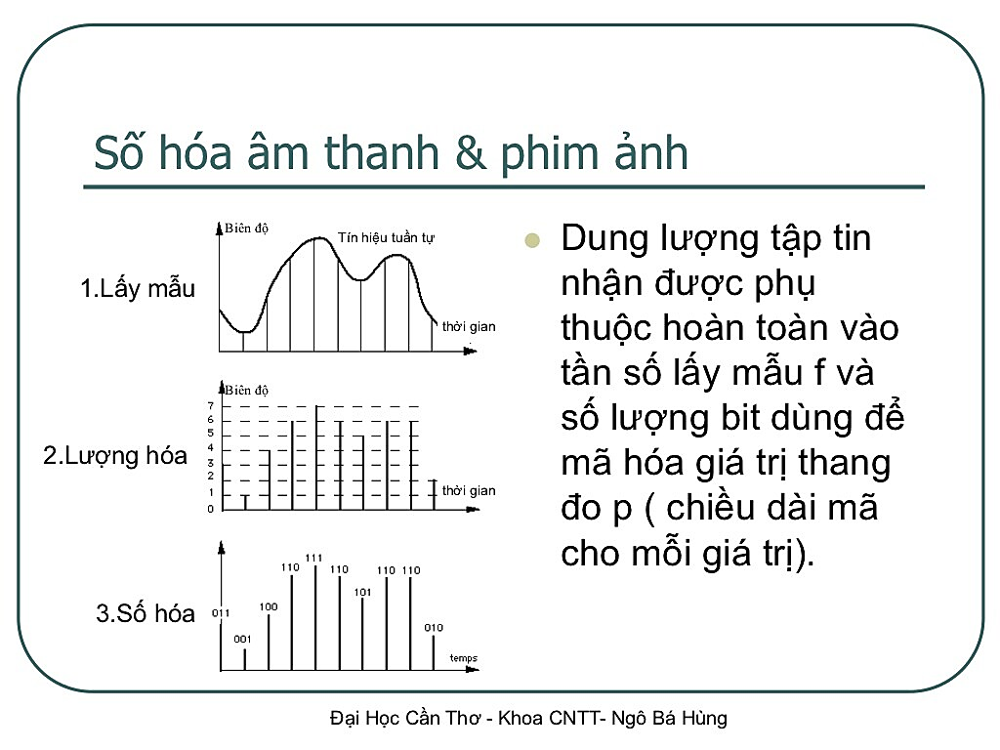 Số hóa âm thanh & phim ảnh
Biên độ
Tín hiệu tuần tự
1.Lấy mẫu
thời gian
Biên độ
7
6
5
4
3
2
1
0
2.Lượng hóa
thời gian
3.Số hóa
011
001
100
110
111
110
101
110
110
010
temps
Dung lượng tập tin
nhận được phụ
thuộc hoàn toàn vào
tần số lấy mẫu f và
số lượng bit dùng để
mã hóa giá trị thang
đo p ( chiều dài mã
cho mỗi giá trị).
Đại Học Cần Thơ - Khoa CNTT- Ngô Bá Hùng